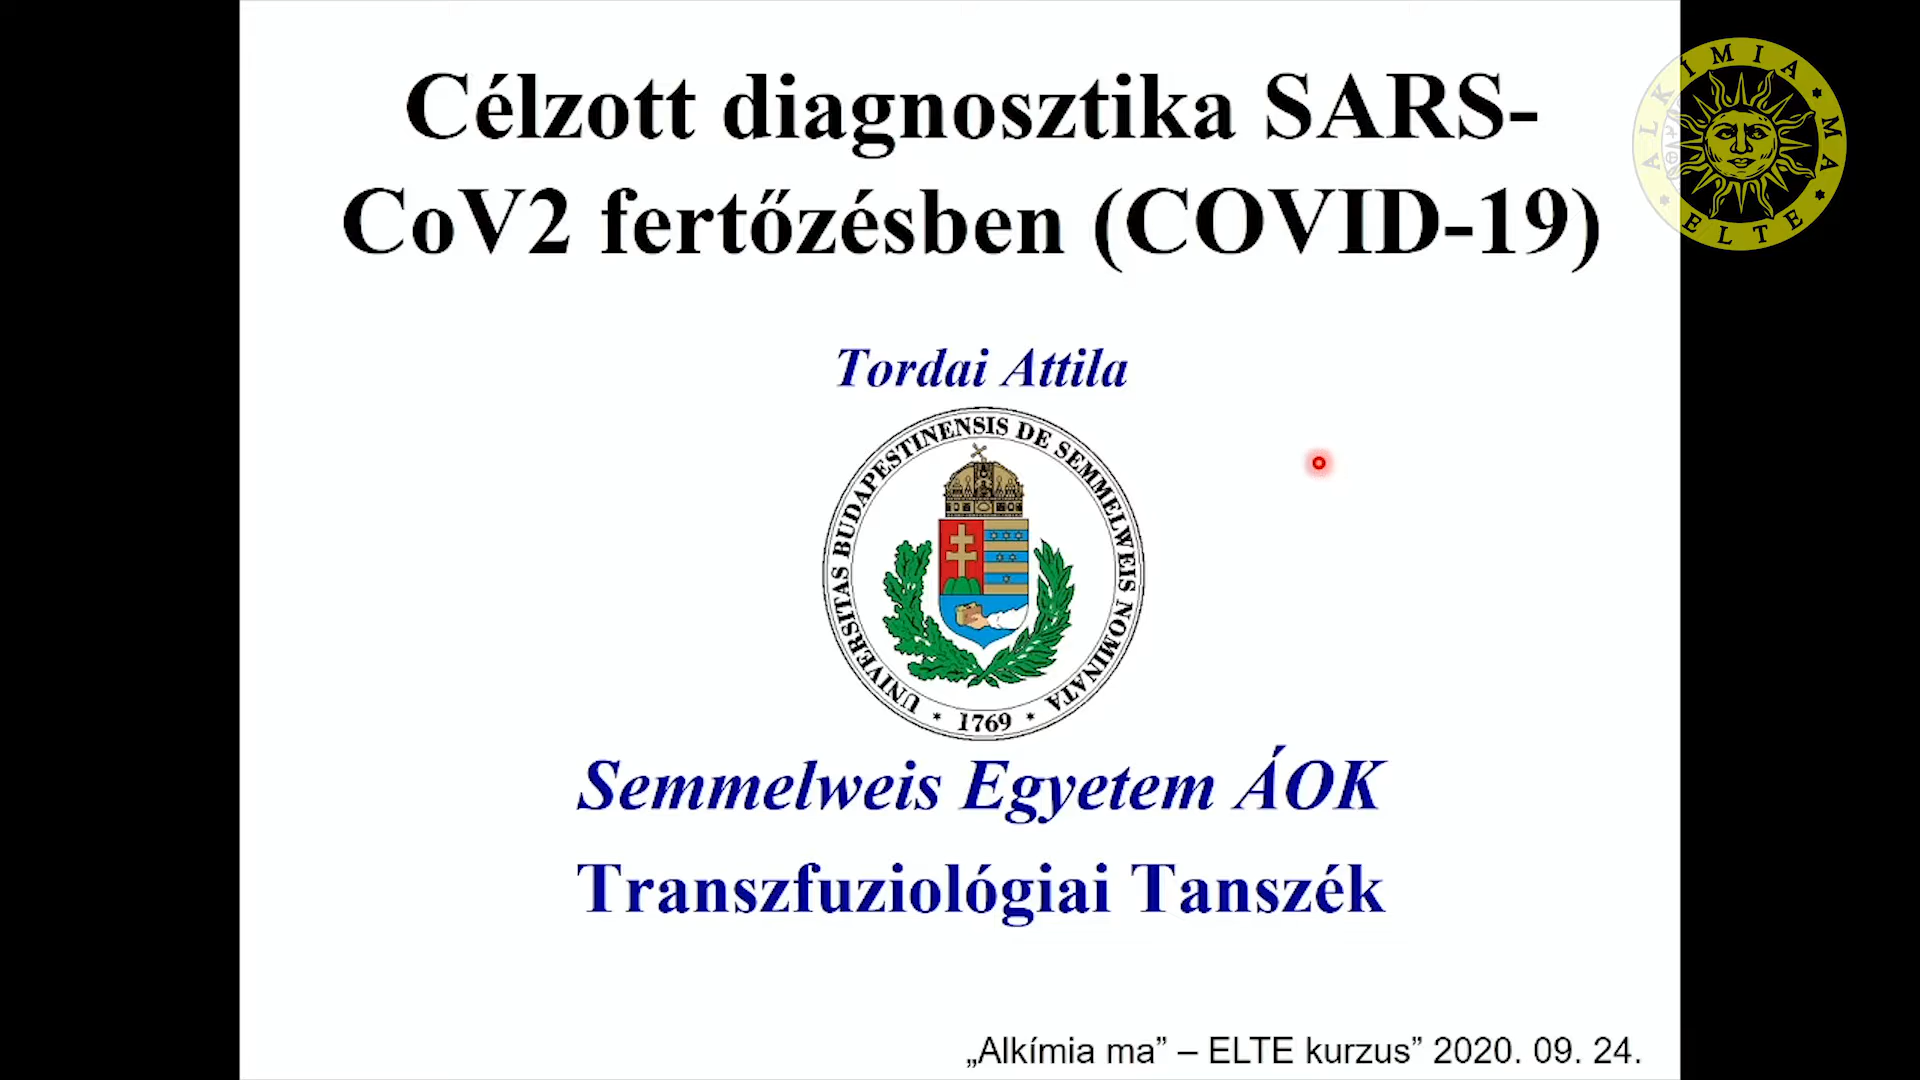 Célzott diagnosztika SARS-
CoV2 fertőzésben (COVID-19)
ALKÍMIA MA
ELTE
Tordai Attila
UNIVERSITAS BUDAPESTINENSIS DE SEMMELWEIS NOMINATA
* 1769 *
Semmelweis Egyetem ÁOK
Transzfuziológiai Tanszék
„Alkímia ma” – ELTE kurzus” 2020. 09. 24.